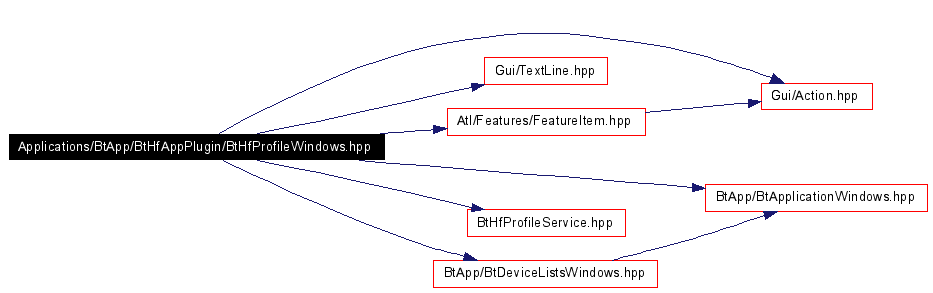 Gui/TextLine.hpp
Gui/Action.hpp
Atl/Features/FeatureItem.hpp
Applications/BtApp/BtHfAppPlugin/BtHfProfileWindows.hpp
BtApp/BtApplicationWindows.hpp
BtHfProfileService.hpp
BtApp/BtDeviceListsWindows.hpp